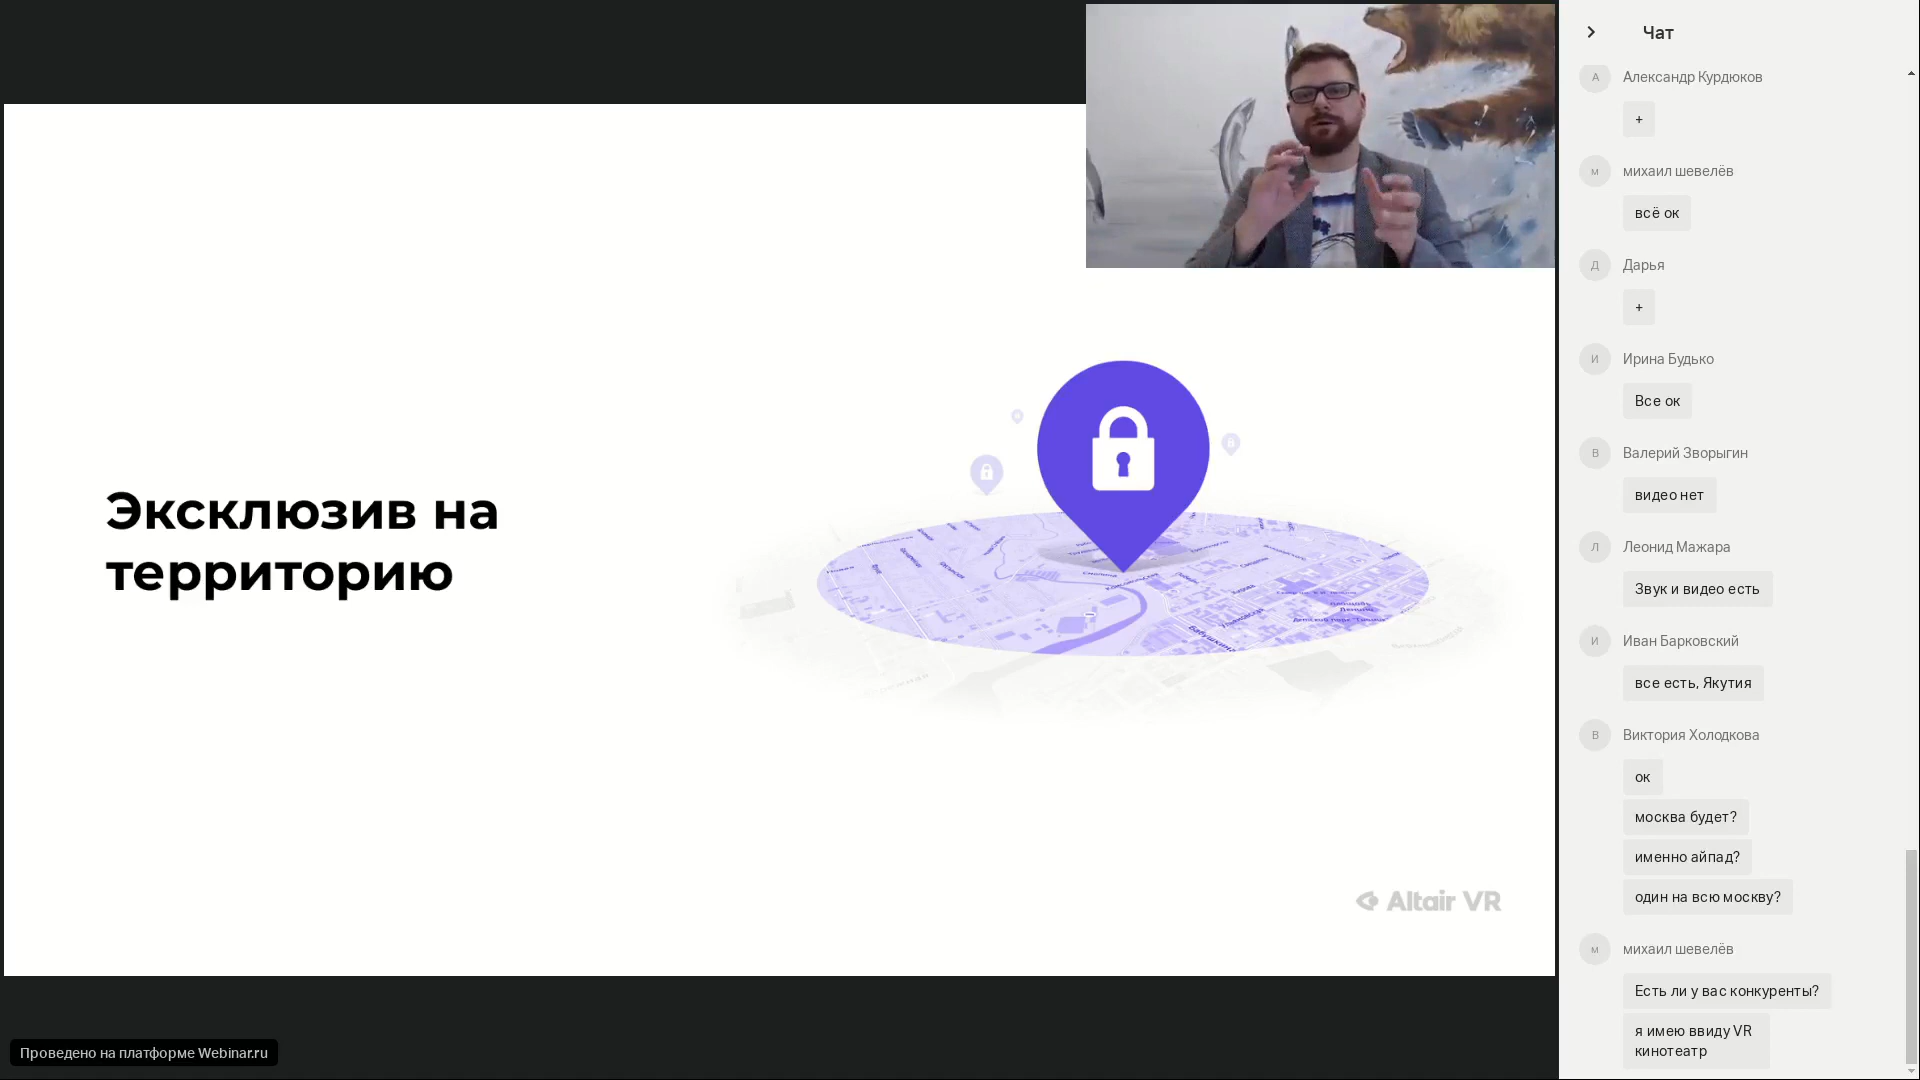 Эксклюзив на
территорию
Altair VR
Проведено на платформе Webinar.ru
Чат
А
Александр Курдюков
+
м
михаил шевелёв
всё ок
Д
Дарья
+
И
Ирина Будько
Все ок
В
Валерий Зворыгин
видео нет
Л
Леонид Мажара
Звук и видео есть
И
Иван Барковский
все есть, Якутия
В
Виктория Холодкова
ок
москва будет?
именно айпад?
один на всю москву?
м
михаил шевелёв
Есть ли у вас конкуренты?
я имею ввиду VR
кинотеатр